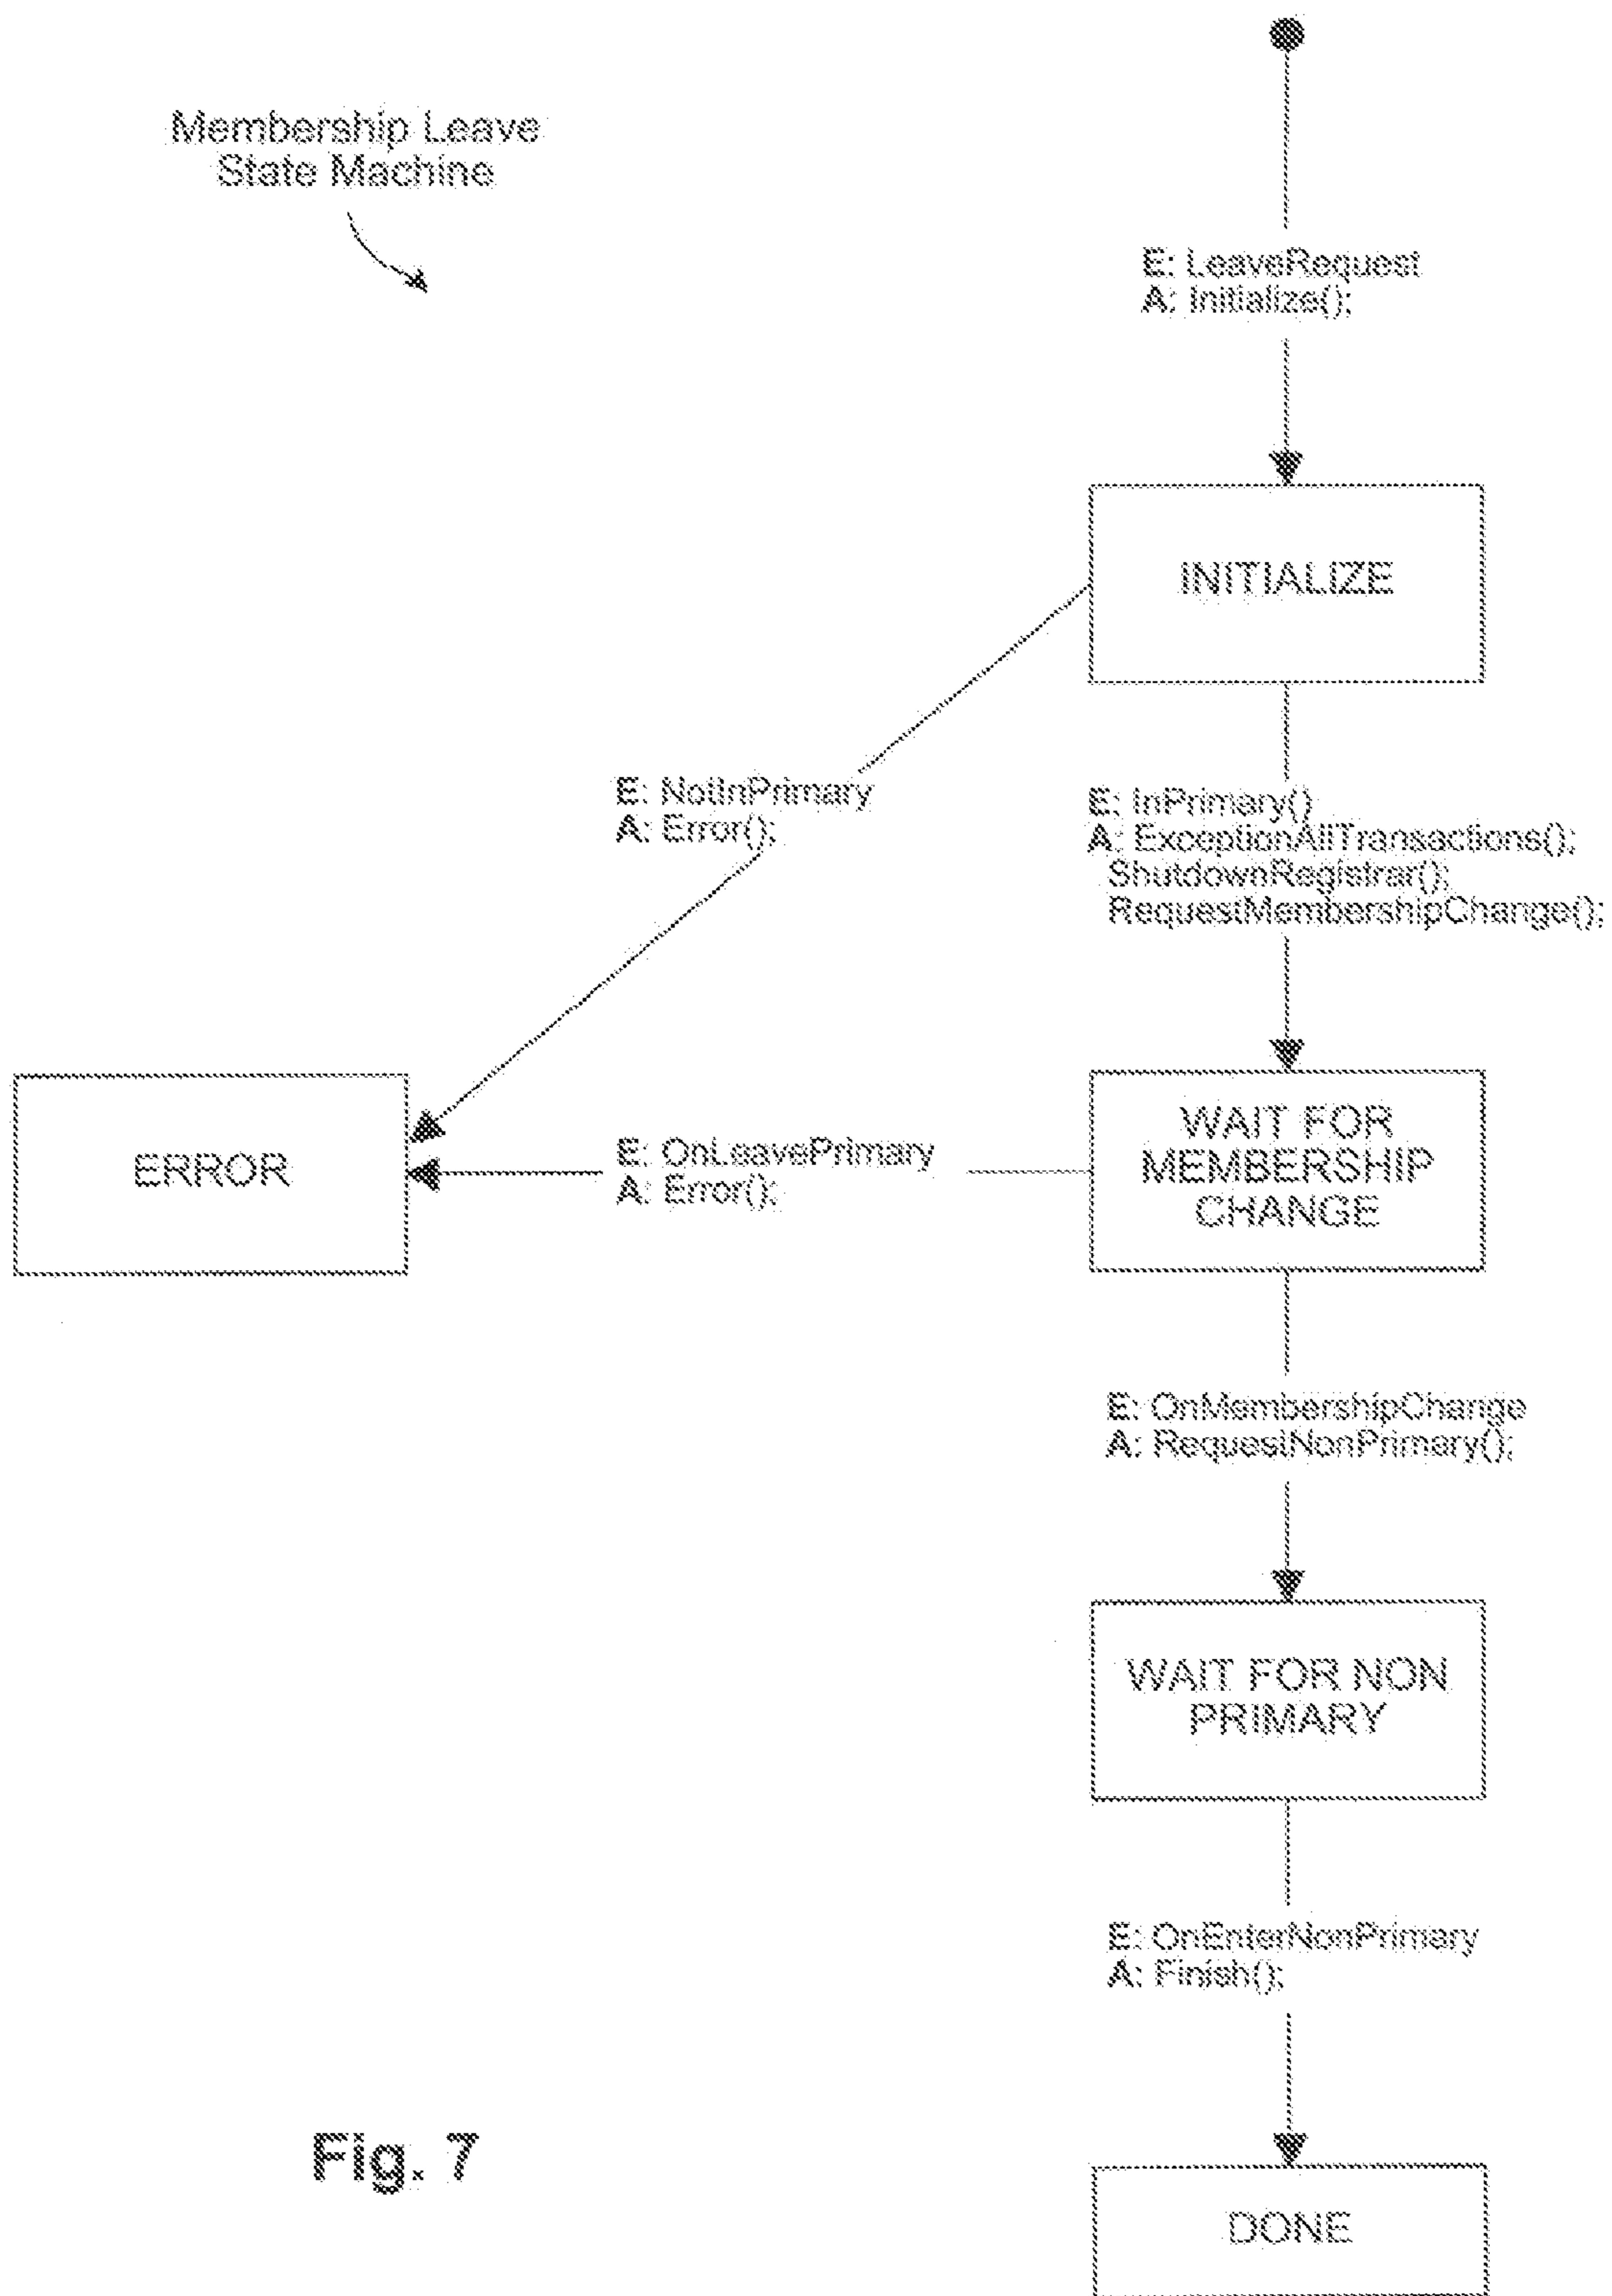 Membership Leave
State Machine
E: LeaveRequest
A: Initialize();
INITIALIZE
E: NotInPrimary
A: Error();
E: InPrimary()
A: ExceptionAllTransactions();
ShutdownRegistrar();
RequestMembershipChange();
ERROR
E: OnLeavePrimary
A: Error();
WAIT FOR
MEMBERSHIP
CHANGE
E: OnMembershipChange
A: RequestNonPrimary();
WAIT FOR NON
PRIMARY
E: OnEnterNonPrimary
A: Finish();
Fig. 7
DONE